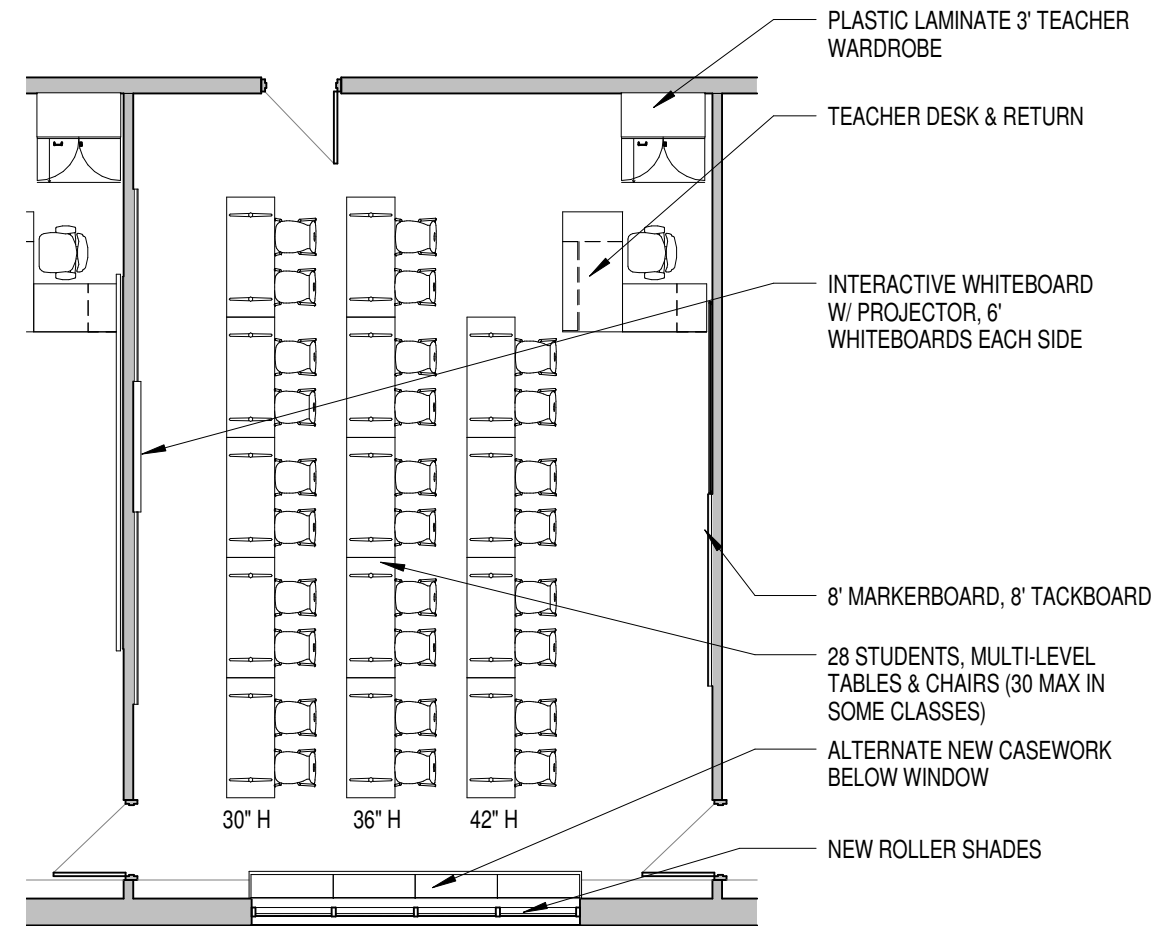 PLASTIC LAMINATE 3' TEACHER
WARDROBE
TEACHER DESK & RETURN
INTERACTIVE WHITEBOARD
W/ PROJECTOR, 6'
WHITEBOARDS EACH SIDE
8' MARKERBOARD, 8' TACKBOARD
28 STUDENTS, MULTI-LEVEL
TABLES & CHAIRS (30 MAX IN
SOME CLASSES)
ALTERNATE NEW CASEWORK
BELOW WINDOW
30" H 36" H 42" H
NEW ROLLER SHADES